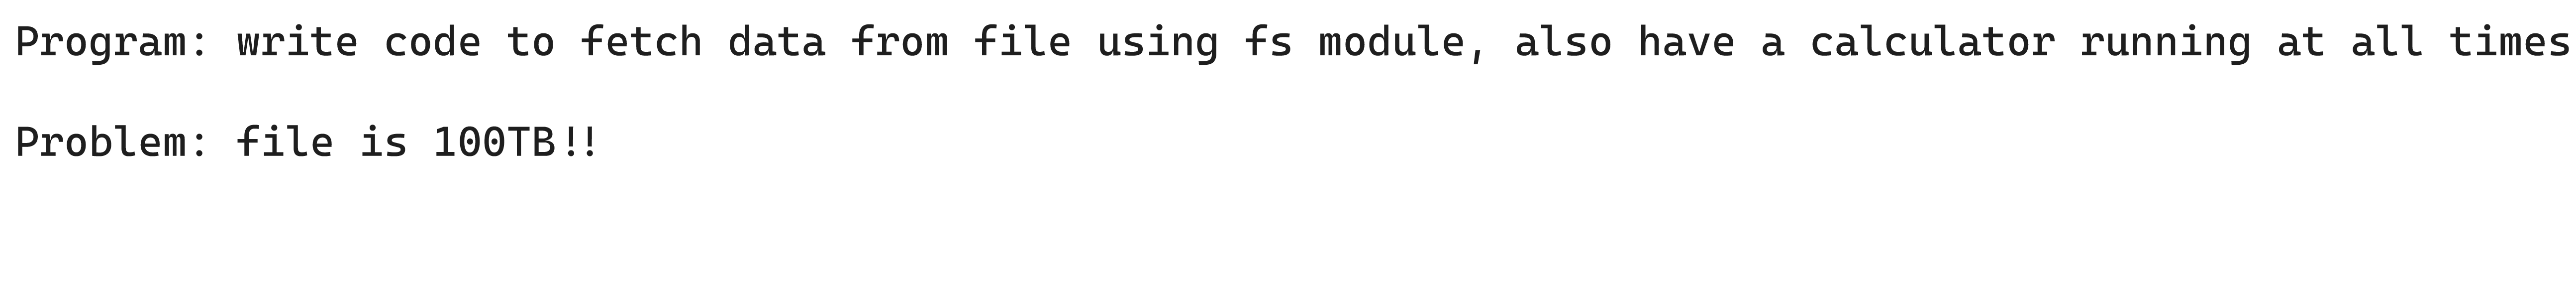 Program: write code to fetch data from file using fs module, also have a calculator running at all times
Problem: file is 100TB!!